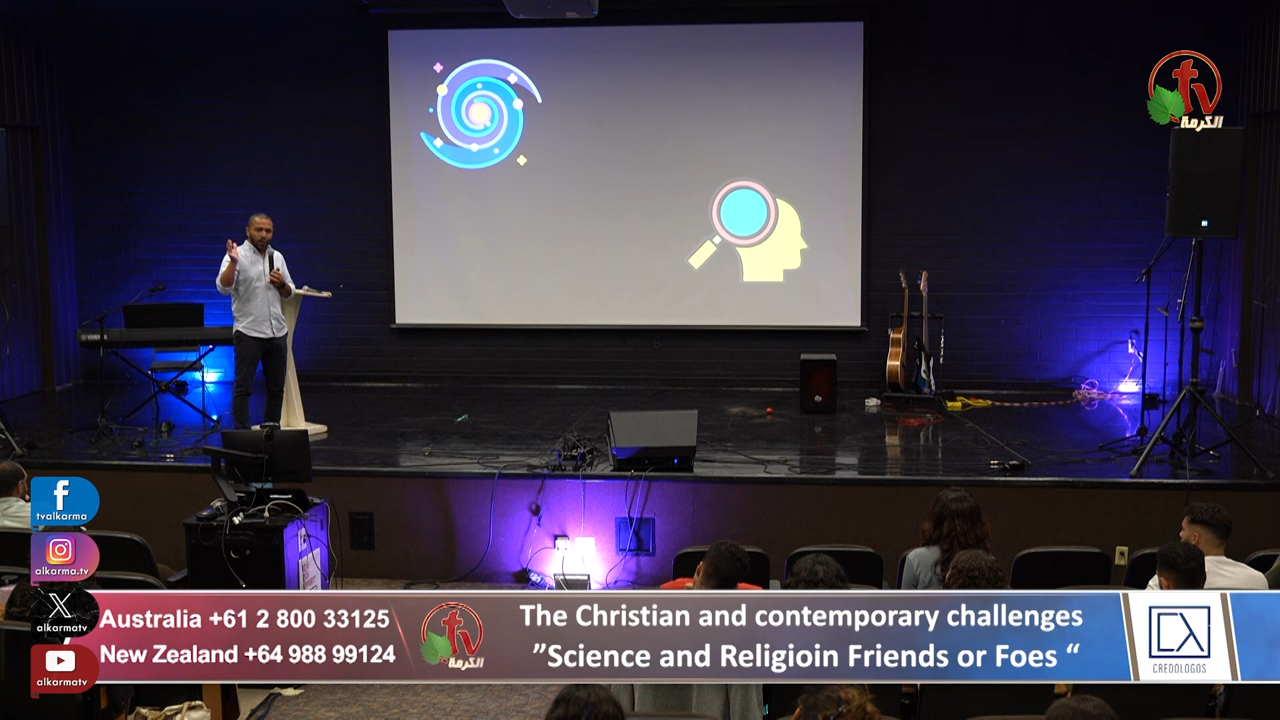 tv
الكرمة
YAMAHA
tvalkarma
alkarma.tv
alkarmatv
alkarmatv
Australia +61 2 800 33125
New Zealand +64 988 99124
tv
الكرمة
The Christian and contemporary challenges
”Science and Religioin Friends or Foes “
CREDOLOGOS